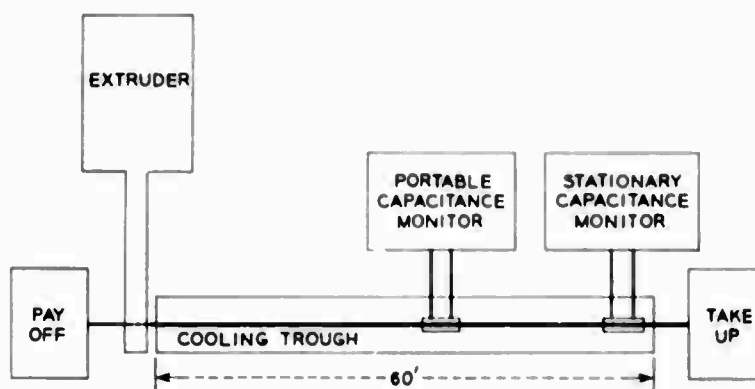 EXTRUDER
PORTABLE
CAPACITANCE
MONITOR
STATIONARY
CAPACITANCE
MONITOR
PAY
OFF
COOLING TROUGH
TAKE
UP
60'